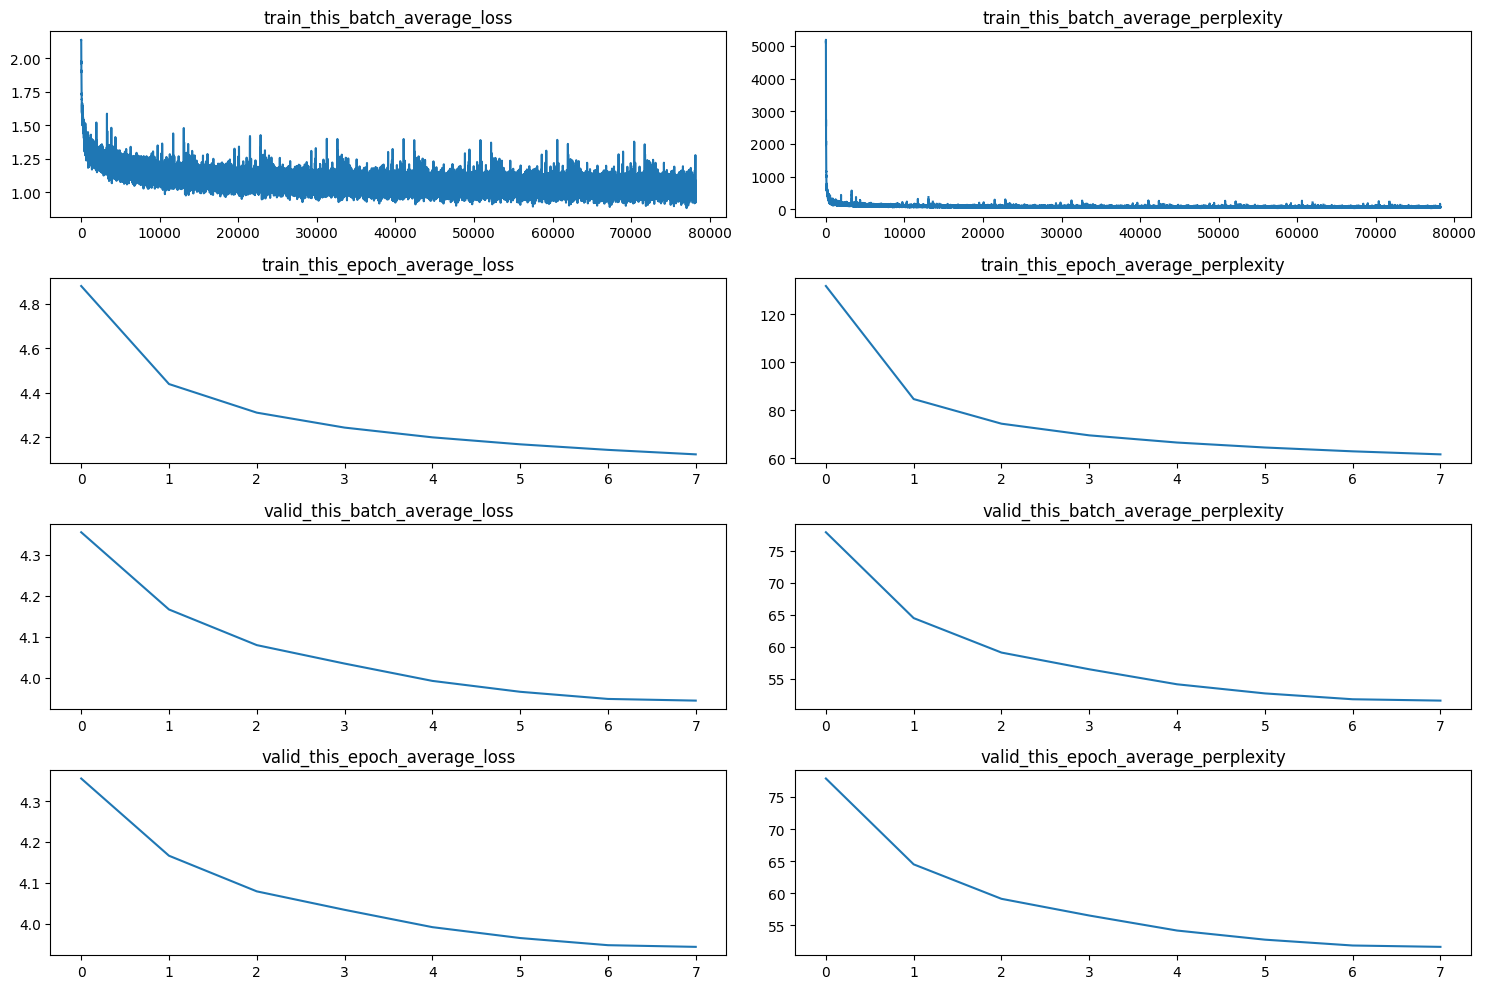 train_this_batch_average_loss
2.00
1.75
1.50
1.25
1.00
0 10000 20000 30000 40000 50000 60000 70000 80000
train_this_batch_average_perplexity
5000
4000
3000
2000
1000
0
0 10000 20000 30000 40000 50000 60000 70000 80000
train_this_epoch_average_loss
4.8
4.6
4.4
4.2
0 1 2 3 4 5 6 7
train_this_epoch_average_perplexity
120
100
80
60
0 1 2 3 4 5 6 7
valid_this_batch_average_loss
4.3
4.2
4.1
4.0
0 1 2 3 4 5 6 7
valid_this_batch_average_perplexity
75
70
65
60
55
0 1 2 3 4 5 6 7
valid_this_epoch_average_loss
4.3
4.2
4.1
4.0
0 1 2 3 4 5 6 7
valid_this_epoch_average_perplexity
75
70
65
60
55
0 1 2 3 4 5 6 7